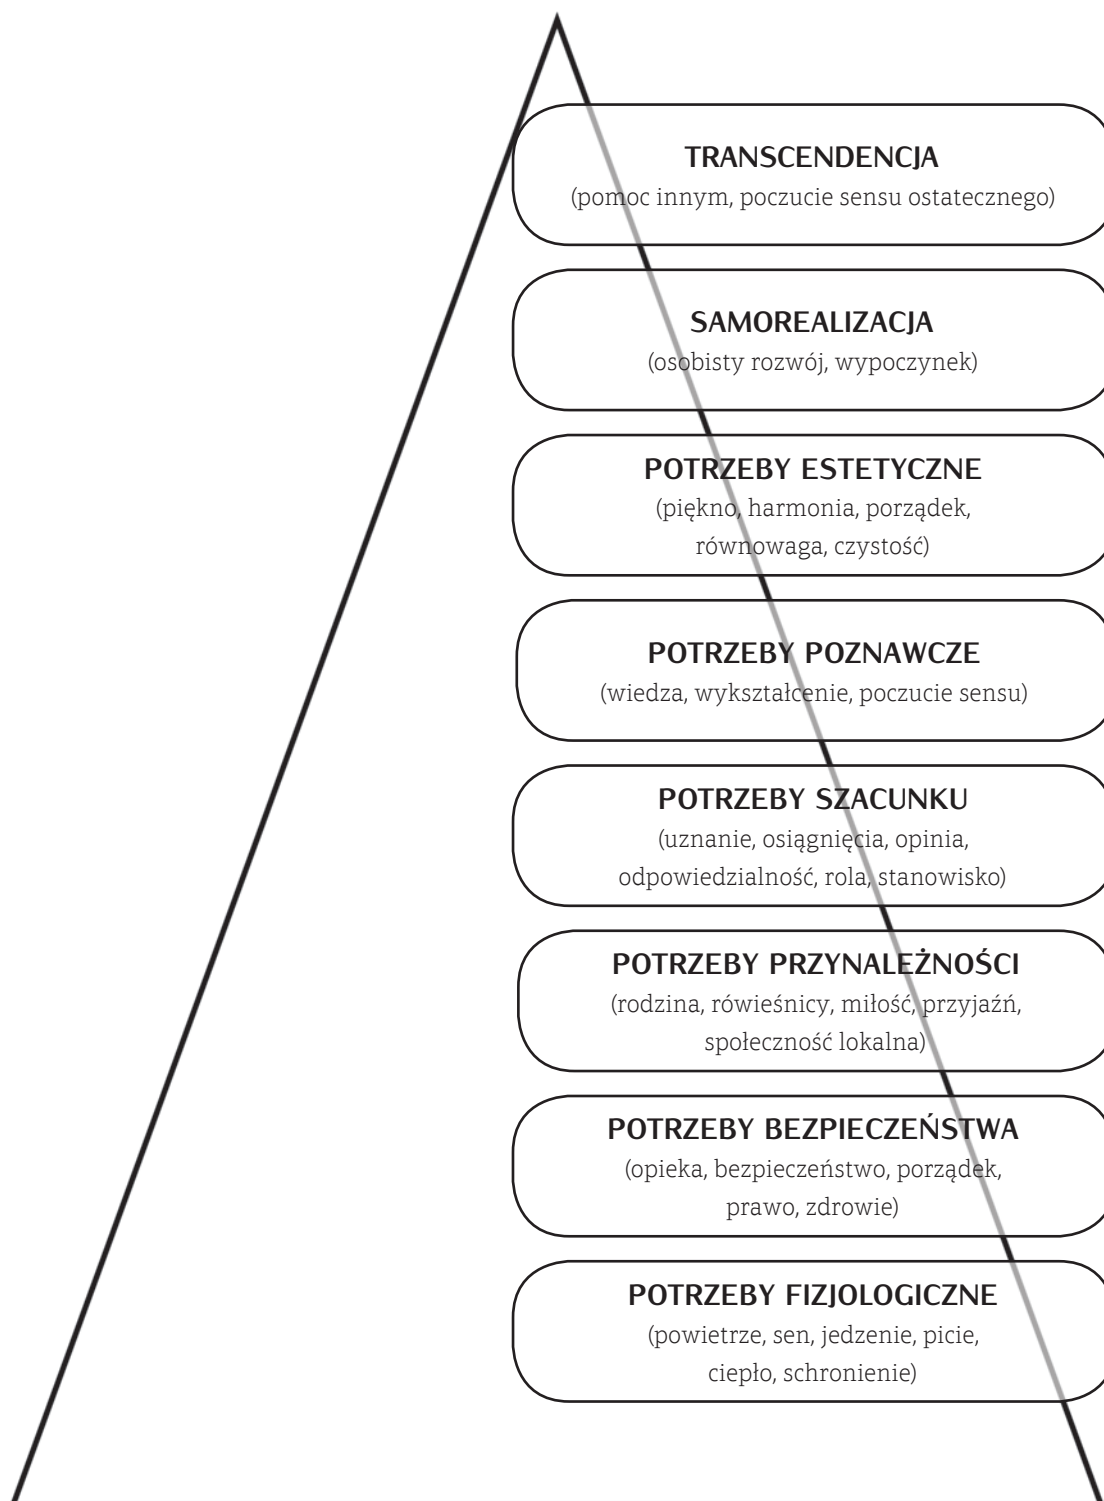 TRANSCENDENCJA
(pomoc innym, poczucie sensu ostatecznego)
SAMOREALIZACJA
(osobisty rozwój, wypoczynek)
POTRZEBY ESTETYCZNE
(piękno, harmonia, porządek,
równowaga, czystość)
POTRZEBY POZNAWCZE
(wiedza, wykształcenie, poczucie sensu)
POTRZEBY SZACUNKU
(uznanie, osiągnięcia, opinia,
odpowiedzialność, rola, stanowisko)
POTRZEBY PRZYNALEŻNOŚCI
(rodzina, rówieśnicy, miłość, przyjaźń,
społeczność lokalna)
POTRZEBY BEZPIECZEŃSTWA
(opieka, bezpieczeństwo, porządek,
prawo, zdrowie)
POTRZEBY FIZJOLOGICZNE
(powietrze, sen, jedzenie, picie,
ciepło, schronienie)